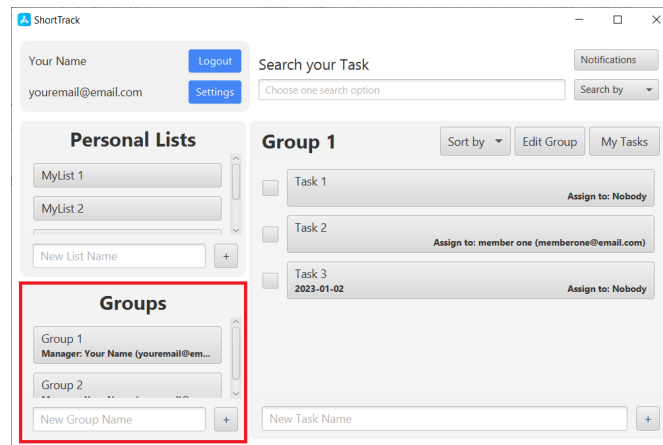 ShortTrack
Your Name
Logout
youremail@email.com
Settings
Search your Task
Notifications
Choose one search option
Search by
Personal Lists
MyList 1
MyList 2
New List Name
+
Groups
Group 1
Manager: Your Name (youremail@em...
Group 2
New Group Name
+
Group 1
Sort by
Edit Group
My Tasks
Task 1
Assign to: Nobody
Task 2
Assign to: member one (memberone@email.com)
Task 3
2023-01-02
Assign to: Nobody
New Task Name
+